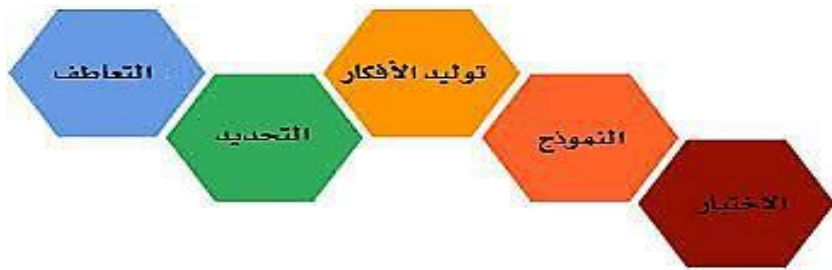 التعاطف
التحديد
توليد الأفكار
النموذج
الاختبار